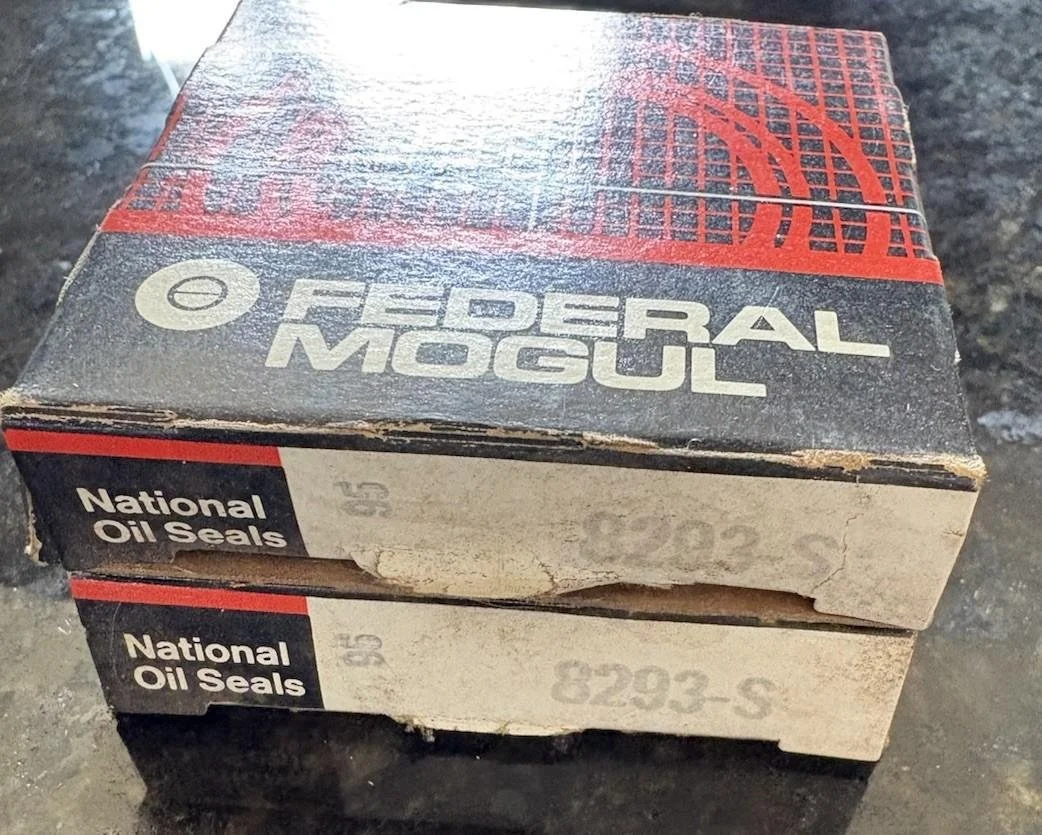 FEDERAL
MOGUL
National
Oil Seals
95
8293-S
National
Oil Seals
95
8293-S